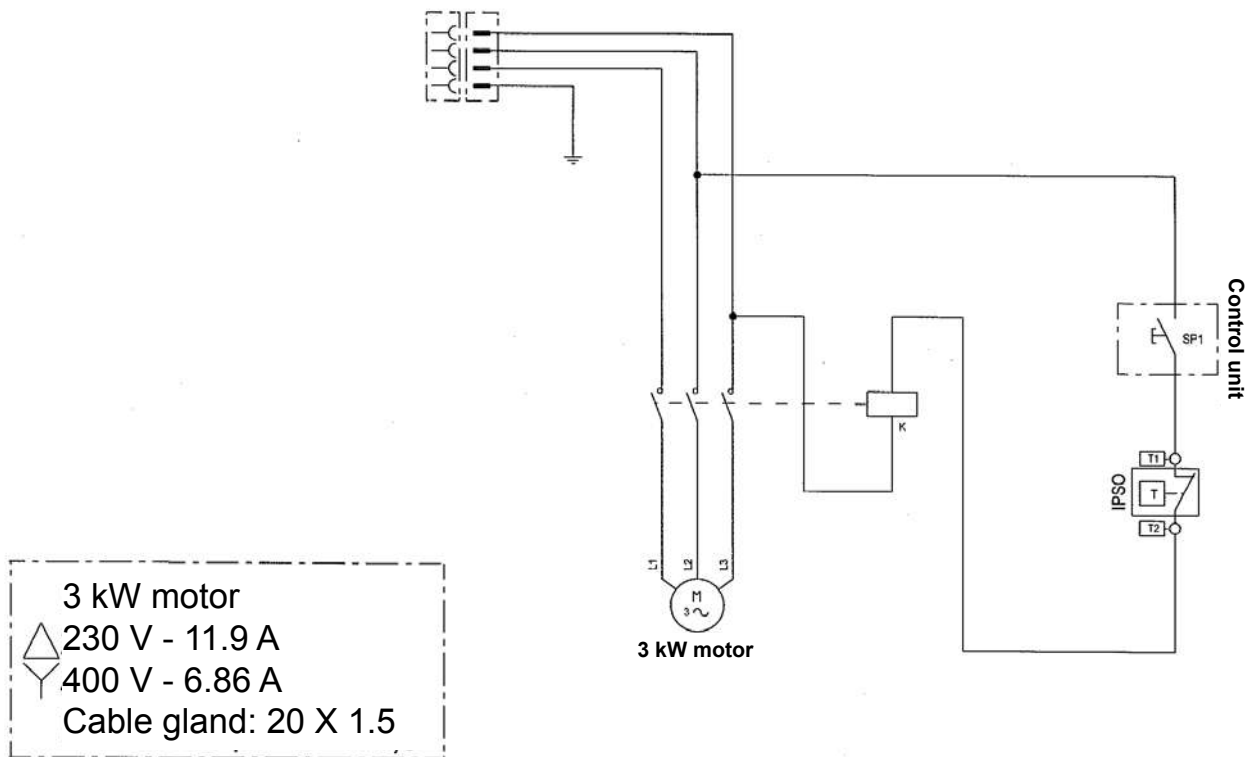 Control unit
SP1
T1
IPSO
T
T2
K
L1
L2
L3
M
3 ~
3 kW motor
3 kW motor
230 V - 11.9 A
400 V - 6.86 A
Cable gland: 20 X 1.5